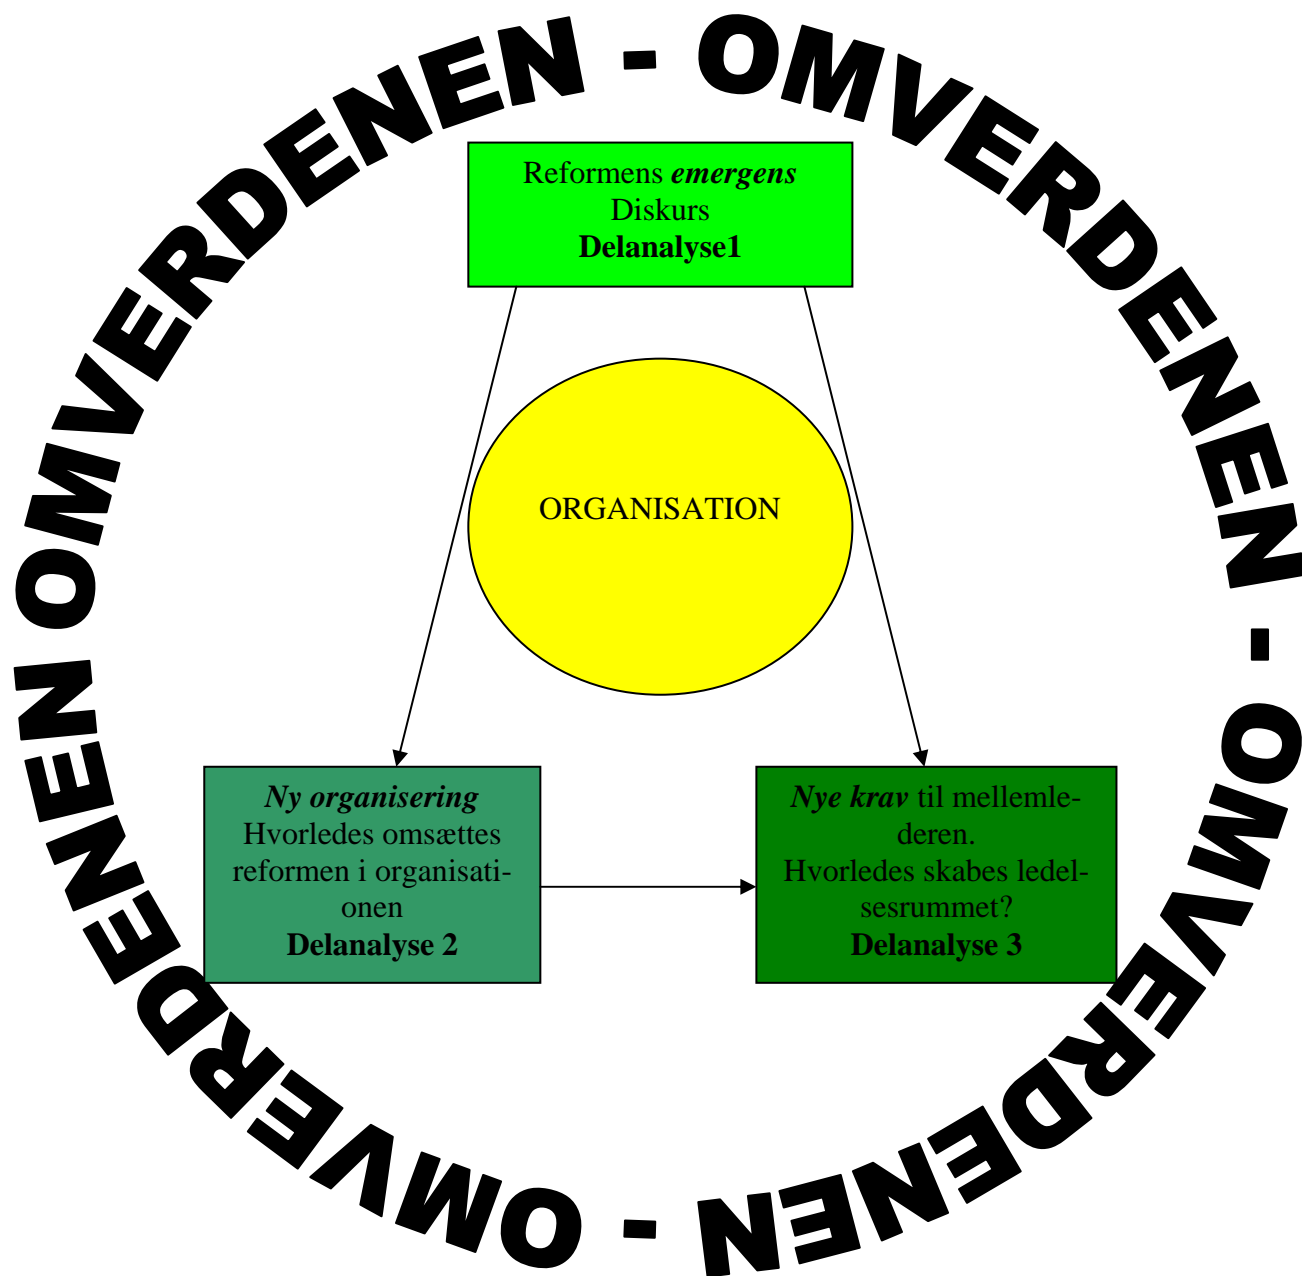 OMVERDENEN - OMVERDENEN - OMVERDENEN - OMVERDENEN
Reformens emergens
Diskurs
Delanalyse1
ORGANISATION
Ny organisering
Hvorledes omsættes
reformen i organisati-
onen
Delanalyse 2
Nye krav til mellemle-
deren.
Hvorledes skabes ledel-
sesrummet?
Delanalyse 3